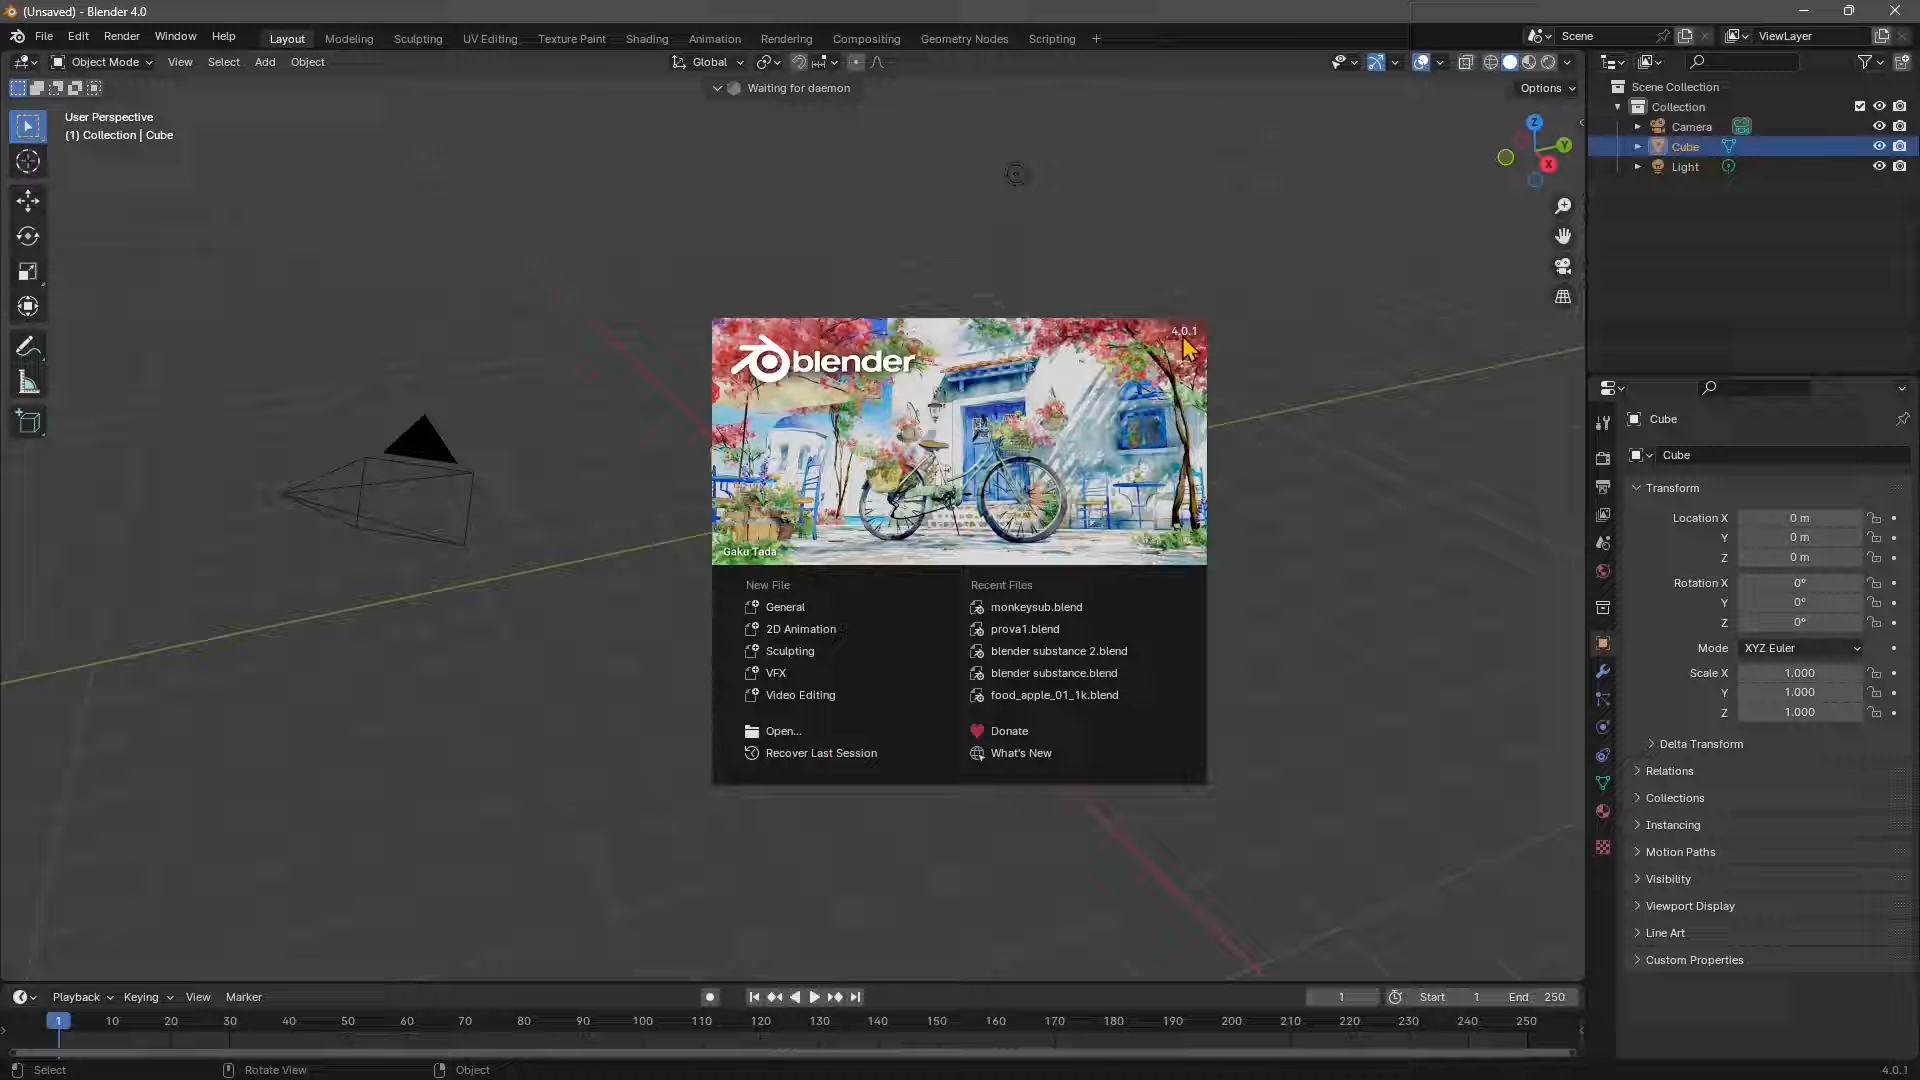 (Unsaved) - Blender 4.0
File Edit Render Window Help
Layout Modeling Sculpting UV Editing Texture Paint Shading Animation Rendering Compositing Geometry Nodes Scripting +
Scene
ViewLayer
Object Mode View Select Add Object
Global
Waiting for daemon
Options
User Perspective
(1) Collection | Cube
Z
Y
X
Scene Collection
Collection
Camera
Cube
Light
4.0.1
blender
Gaku Tada
New File
General
2D Animation
Sculpting
VFX
Video Editing
Open...
Recover Last Session
Recent Files
monkeysub.blend
prova1.blend
blender substance 2.blend
blender substance.blend
food_apple_01_1k.blend
Donate
What's New
Cube
Cube
Transform
Location X 0 m
Y 0 m
Z 0 m
Rotation X 0°
Y 0°
Z 0°
Mode XYZ Euler
Scale X 1.000
Y 1.000
Z 1.000
Delta Transform
Relations
Collections
Instancing
Motion Paths
Visibility
Viewport Display
Line Art
Custom Properties
Playback Keying View Marker
1 Start 1 End 250
1 10 20 30 40 50 60 70 80 90 100 110 120 130 140 150 160 170 180 190 200 210 220 230 240 250
Select Rotate View Object
4.0.1